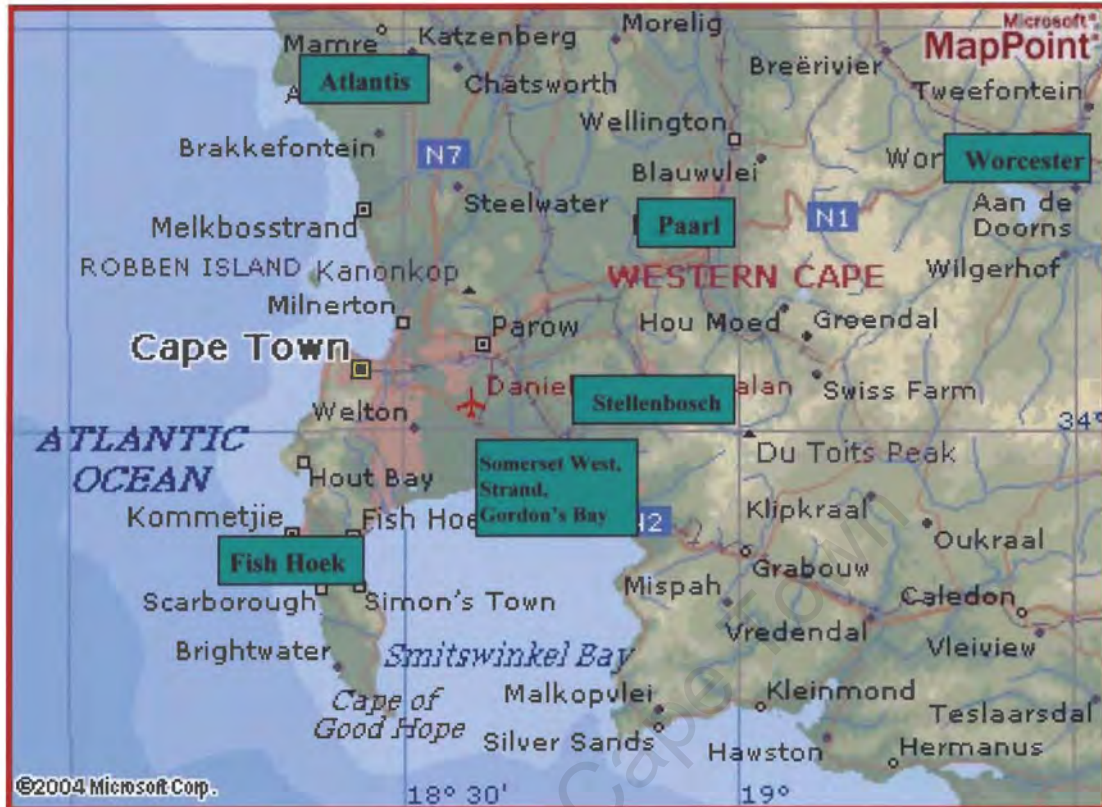 Microsoft®
MapPoint®
Mamre
Katzenberg
Morelig
Breërivier
Atlantis
A
Chatsworth
Tweefontein
Wellington
Brakkefontein
N7
Blauwvlei
Wor
Worcester
Steelwater
Paarl
N1
Aan de
Doorns
Melkbosstrand
ROBBEN ISLAND
Kanonkop
WESTERN CAPE
Wilgerhof
Milnerton
Parow
Hou Moed
Groendal
Cape Town
Daniel
alan
Stellenbosch
Swiss Farm
Welton
34°
ATLANTIC
OCEAN
Du Toits Peak
Hout Bay
Somerset West,
Strand,
Gordon's Bay
Klipkraal
Kommetjie
Fish Hoe
N2
Oukraal
Fish Hoek
Grabouw
Scarborough
Simon's Town
Mispah
Caledon
Vredendal
Vleiview
Brightwater
Smitswinkel Bay
Cape of
Good Hope
Malkopvlei
Kleinmond
Teslaarsdal
Silver Sands
Hawston
Hermanus
©2004 Microsoft Corp.
18° 30'
19°
Cape Town